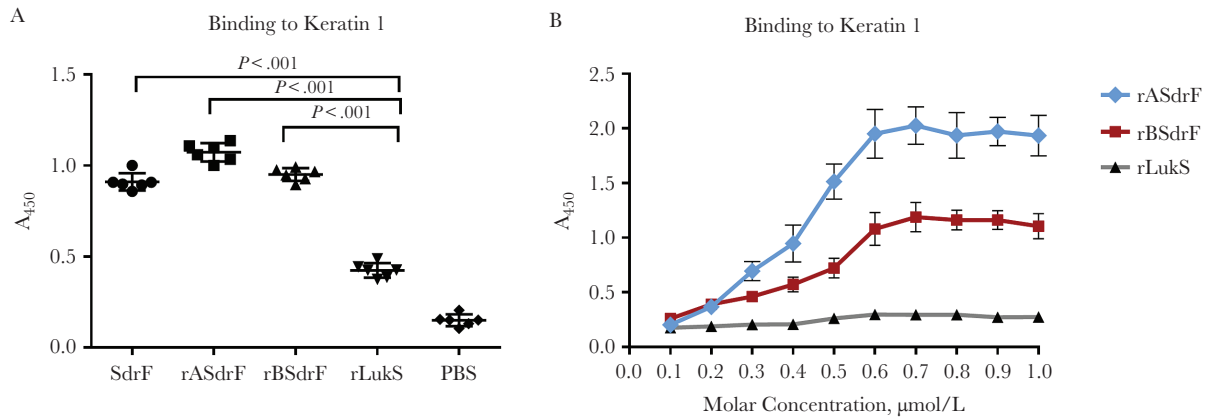 A
Binding to Keratin 1
P < .001
P < .001
P < .001
1.5
1.0
0.5
0.0
A450
SdrF rASdrF rBSdrF rLukS PBS
B
Binding to Keratin 1
2.5
2.0
1.5
1.0
0.5
0.0
A450
0.0 0.1 0.2 0.3 0.4 0.5 0.6 0.7 0.8 0.9 1.0
Molar Concentration, μmol/L
rASdrF
rBSdrF
rLukS